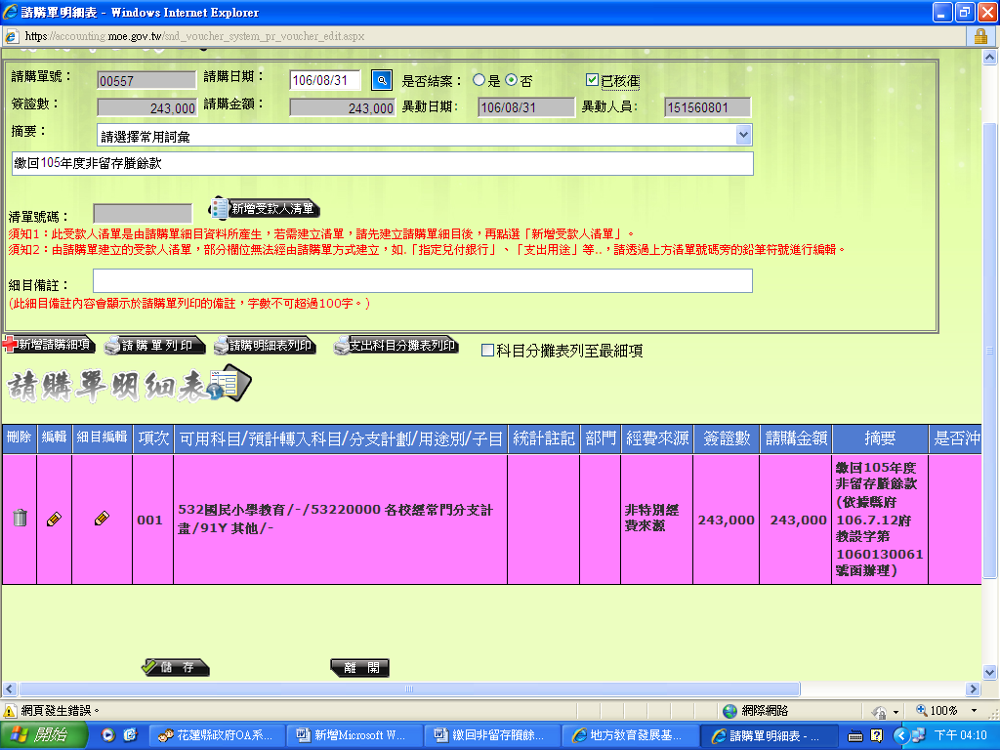 請購單明細表 - Windows Internet Explorer
https://accounting.moe.gov.tw/snd_voucher_system_pr_voucher_edit.aspx
請購單號： 00557 請購日期： 106/08/31 是否結案： 是 否 已核准
簽證數： 243,000 請購金額： 243,000 異動日期： 106/08/31 異動人員： 151560801
摘要： 請選擇常用詞彙
繳回105年度非留存賸餘款
清單號碼： 新增受款人清單
須知1：此受款人清單是由請購單細目資料所產生，若需建立清單，請先建立請購單細目後，再點選「新增受款人清單」。
須知2：由請購單建立的受款人清單，部分欄位無法經由請購單方式建立，如.「指定兌付銀行」、「支出用途」等..，請透過上方清單號碼旁的鉛筆符號進行編輯。
細目備註：
(此細目備註內容會顯示於請購單列印的備註，字數不可超過100字。)
新增請購細項 請購單列印 請購明細表列印 支出科目分攤表列印 科目分攤表列至最細項
請購單明細表
刪除 編輯 細目編輯 項次 可用科目/預計轉入科目/分支計劃/用途別/子目 統計註記 部門 經費來源 簽證數 請購金額 摘要 是否沖
001 532國民小學教育/-/53220000 各校經常門分支計
畫/91Y 其他/-
非特別經
費來源
243,000 243,000
繳回105年度
非留存賸餘款
(依據縣府
106.7.12府
教設字第
1060130061
號函辦理)
儲存 離開
網頁發生錯誤。 網際網路 100%
開始 花蓮縣政府OA系... 新增Microsoft W... 繳回非留存賸餘... 地方教育發展基... 請購單明細表 - ... 下午 04:10